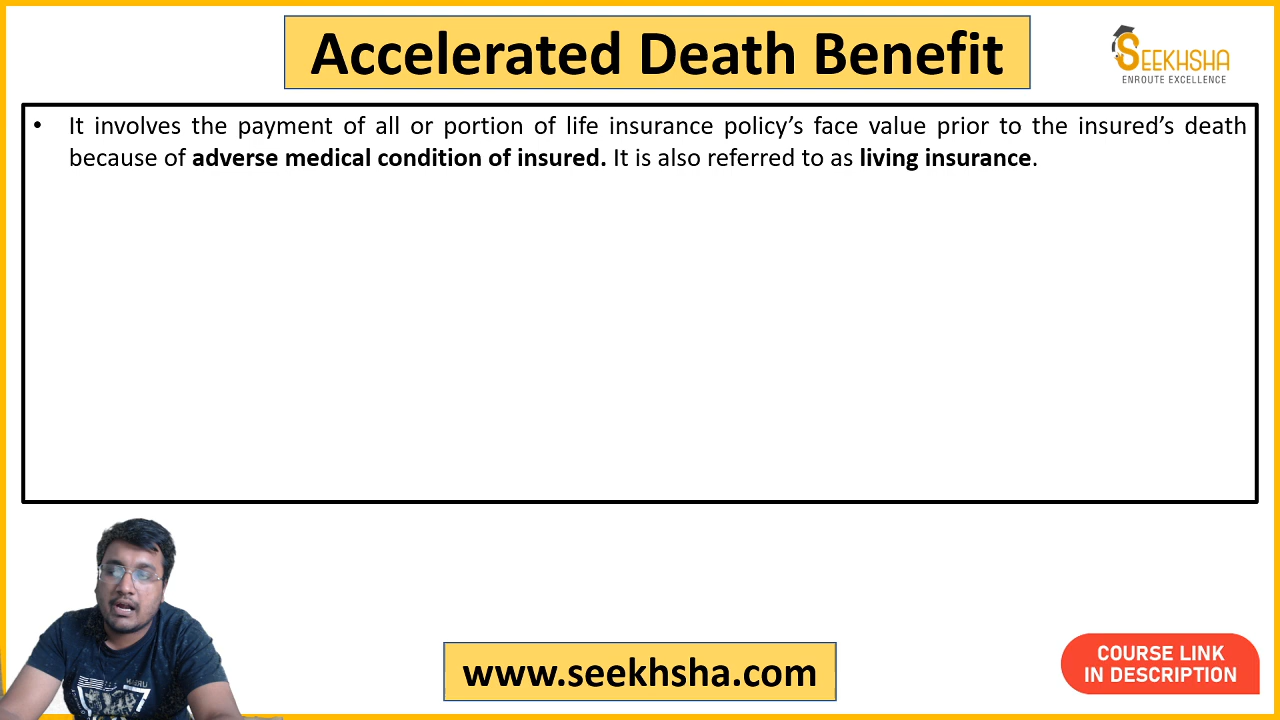 Accelerated Death Benefit
SEEKHSHA
ENROUTE EXCELLENCE
• It involves the payment of all or portion of life insurance policy’s face value prior to the insured’s death
because of adverse medical condition of insured. It is also referred to as living insurance.
7
www.seekhsha.com
COURSE LINK
IN DESCRIPTION